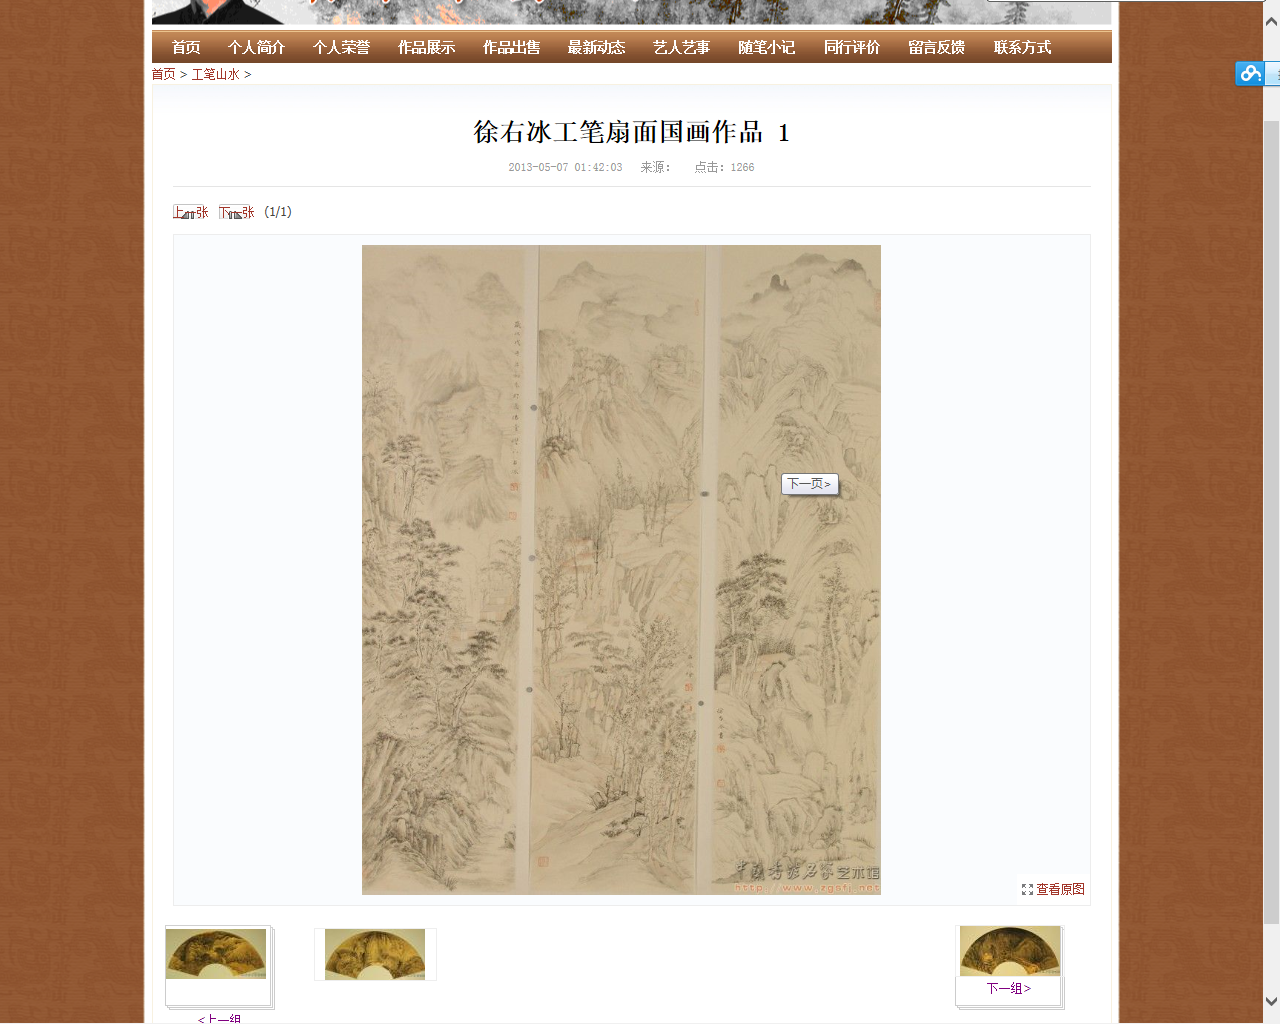 首页 个人简介 个人荣誉 作品展示 作品出售 最新动态 艺人艺事 随笔小记 同行评价 留言反馈 联系方式
首页 > 工笔山水 >
徐右冰工笔扇面国画作品 1
2013-05-07 01:42:03 来源： 点击：1266
上一张 下一张 (1/1)
下一页>
艺术馆
http://www.zgsfj.net
查看原图
下一组>
<上一组